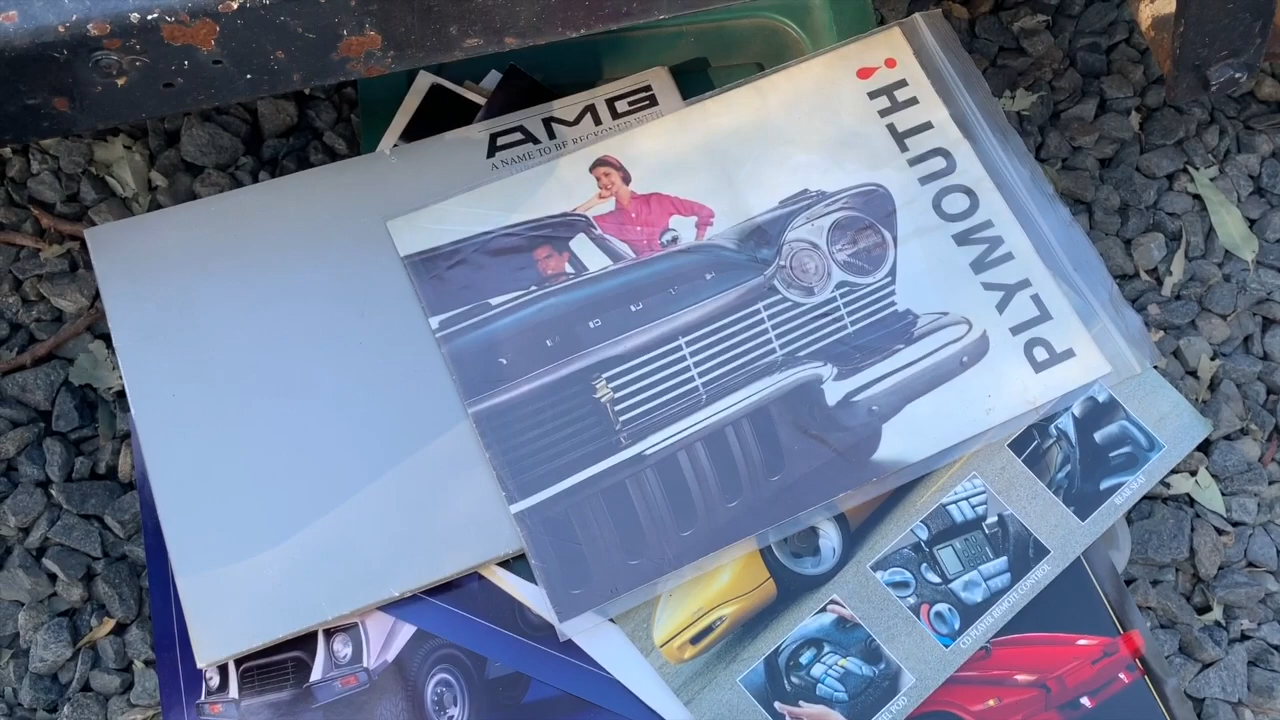 AMG
A NAME TO BE RECKONED WITH
PLYMOUTH!
REAR SEAT
CD PLAYER REMOTE CONTROL